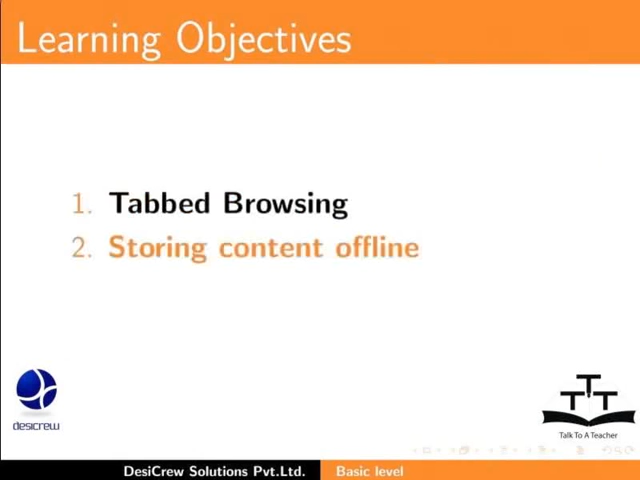 Learning Objectives
1. Tabbed Browsing
2. Storing content offline
desicrew
TTT
Talk To A Teacher
DesiCrew Solutions Pvt.Ltd. Basic level